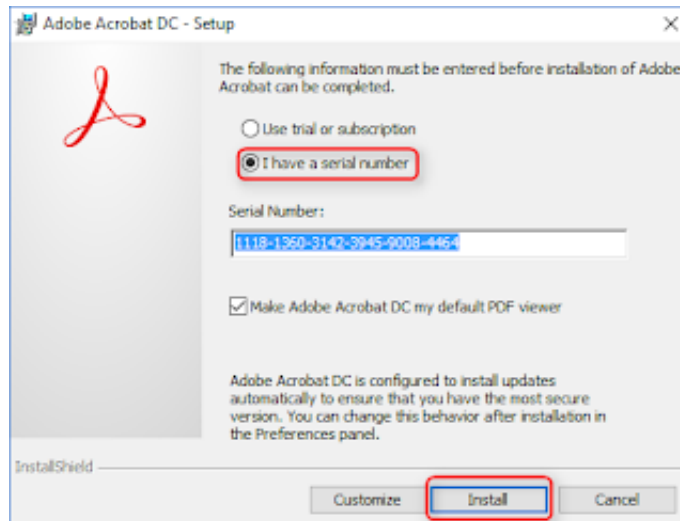 Adobe Acrobat DC - Setup
The following information must be entered before installation of Adobe
Acrobat can be completed.
Use trial or subscription
I have a serial number
Serial Number:
1118-1360-3142-3945-9008-4464
Make Adobe Acrobat DC my default PDF viewer
Adobe Acrobat DC is configured to install updates
automatically to ensure that you have the most secure
version. You can change this behavior after installation in
the Preferences panel.
InstallShield
Customize
Install
Cancel